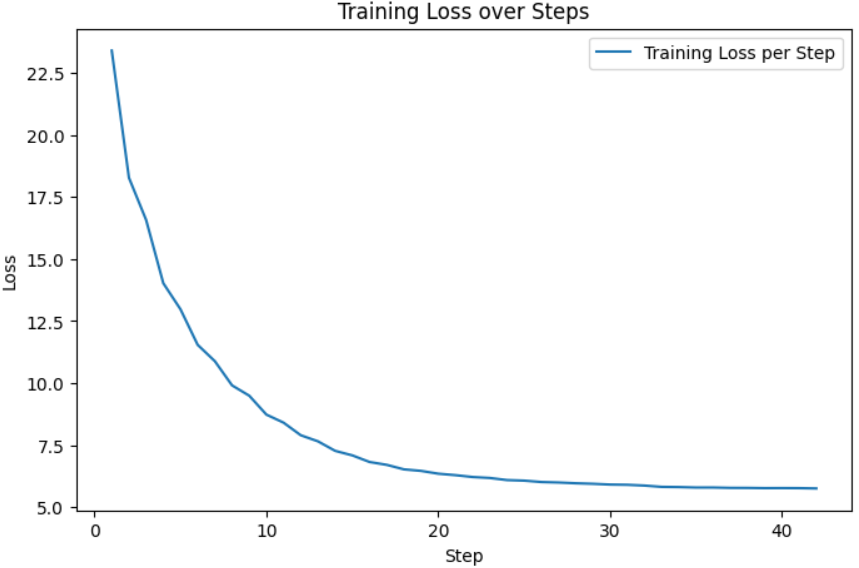 Training Loss over Steps
Training Loss per Step
22.5
20.0
17.5
15.0
12.5
10.0
7.5
5.0
Loss
0 10 20 30 40
Step